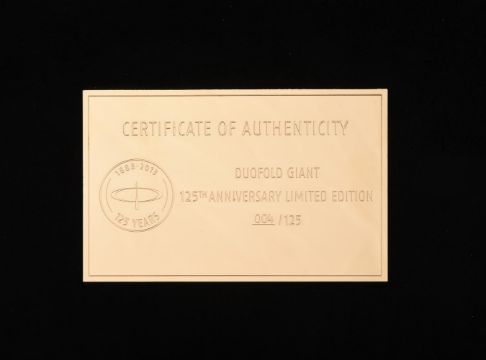 CERTIFICATE OF AUTHENTICITY
1888-2013
125 YEARS
DUOFOLD GIANT
125TH ANNIVERSARY LIMITED EDITION
004 / 125